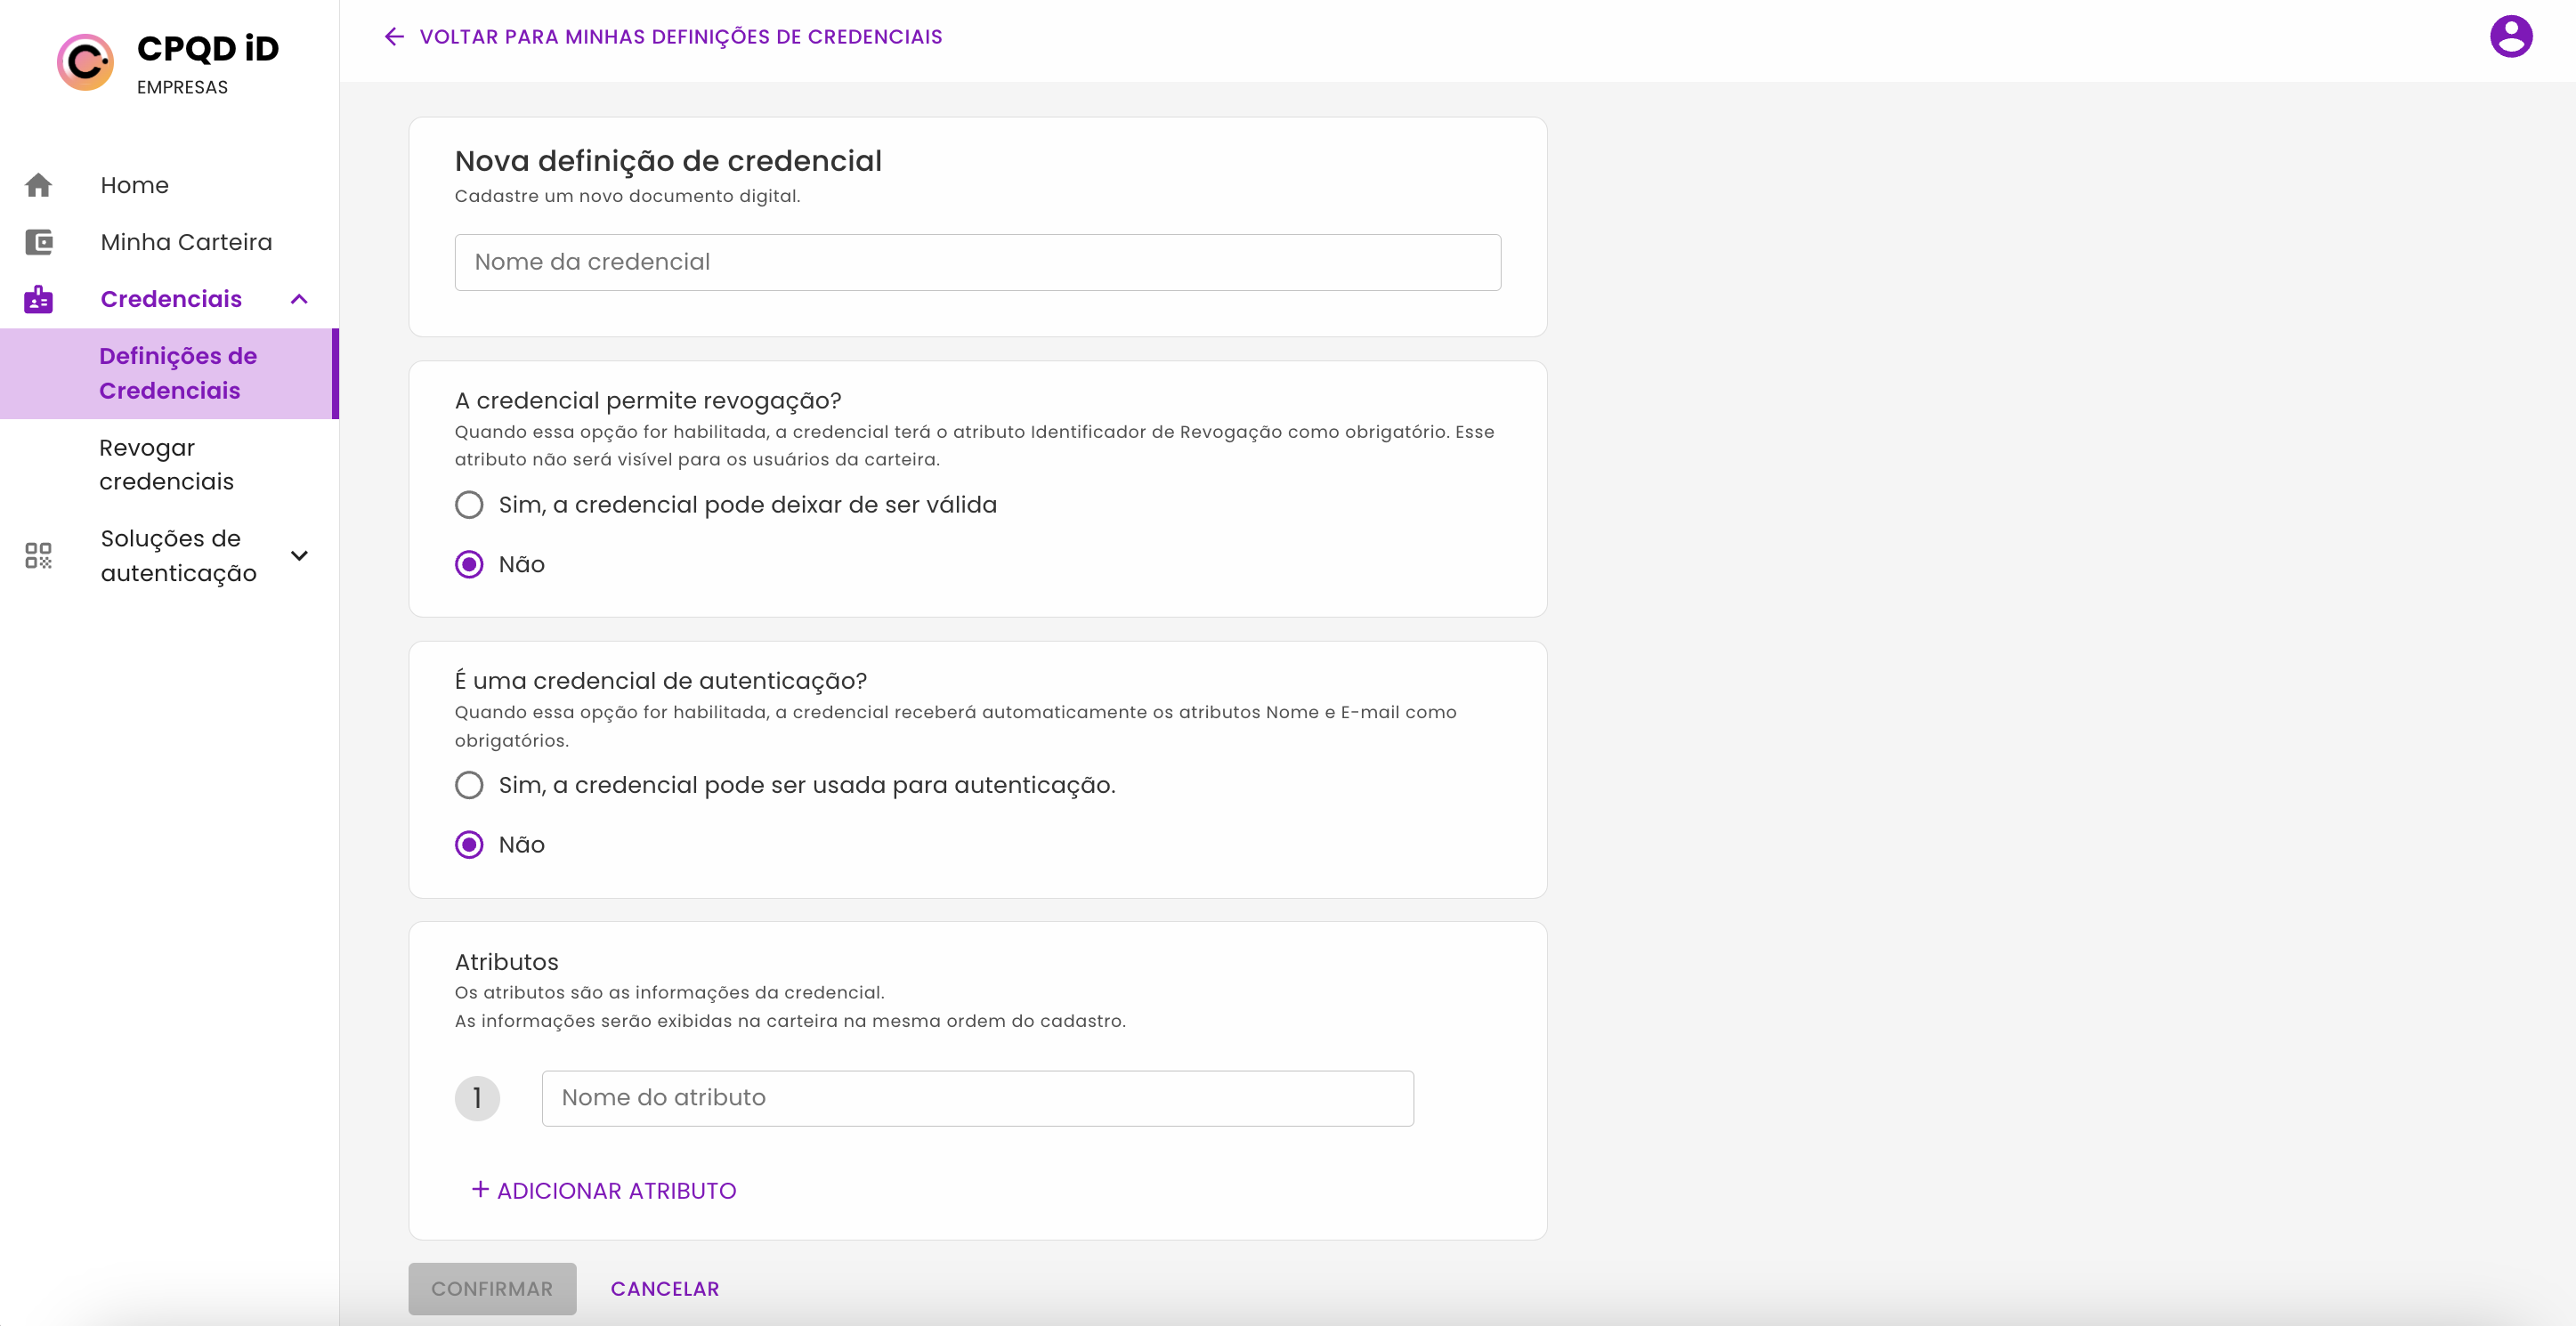 CPQD iD
EMPRESAS
Home
Minha Carteira
Credenciais
Definições de
Credenciais
Revogar
credenciais
Soluções de
autenticação
VOLTAR PARA MINHAS DEFINIÇÕES DE CREDENCIAIS
Nova definição de credencial
Cadastre um novo documento digital.
Nome da credencial
A credencial permite revogação?
Quando essa opção for habilitada, a credencial terá o atributo Identificador de Revogação como obrigatório. Esse
atributo não será visível para os usuários da carteira.
Sim, a credencial pode deixar de ser válida
Não
É uma credencial de autenticação?
Quando essa opção for habilitada, a credencial receberá automaticamente os atributos Nome e E-mail como
obrigatórios.
Sim, a credencial pode ser usada para autenticação.
Não
Atributos
Os atributos são as informações da credencial.
As informações serão exibidas na carteira na mesma ordem do cadastro.
1
Nome do atributo
+ ADICIONAR ATRIBUTO
CONFIRMAR
CANCELAR